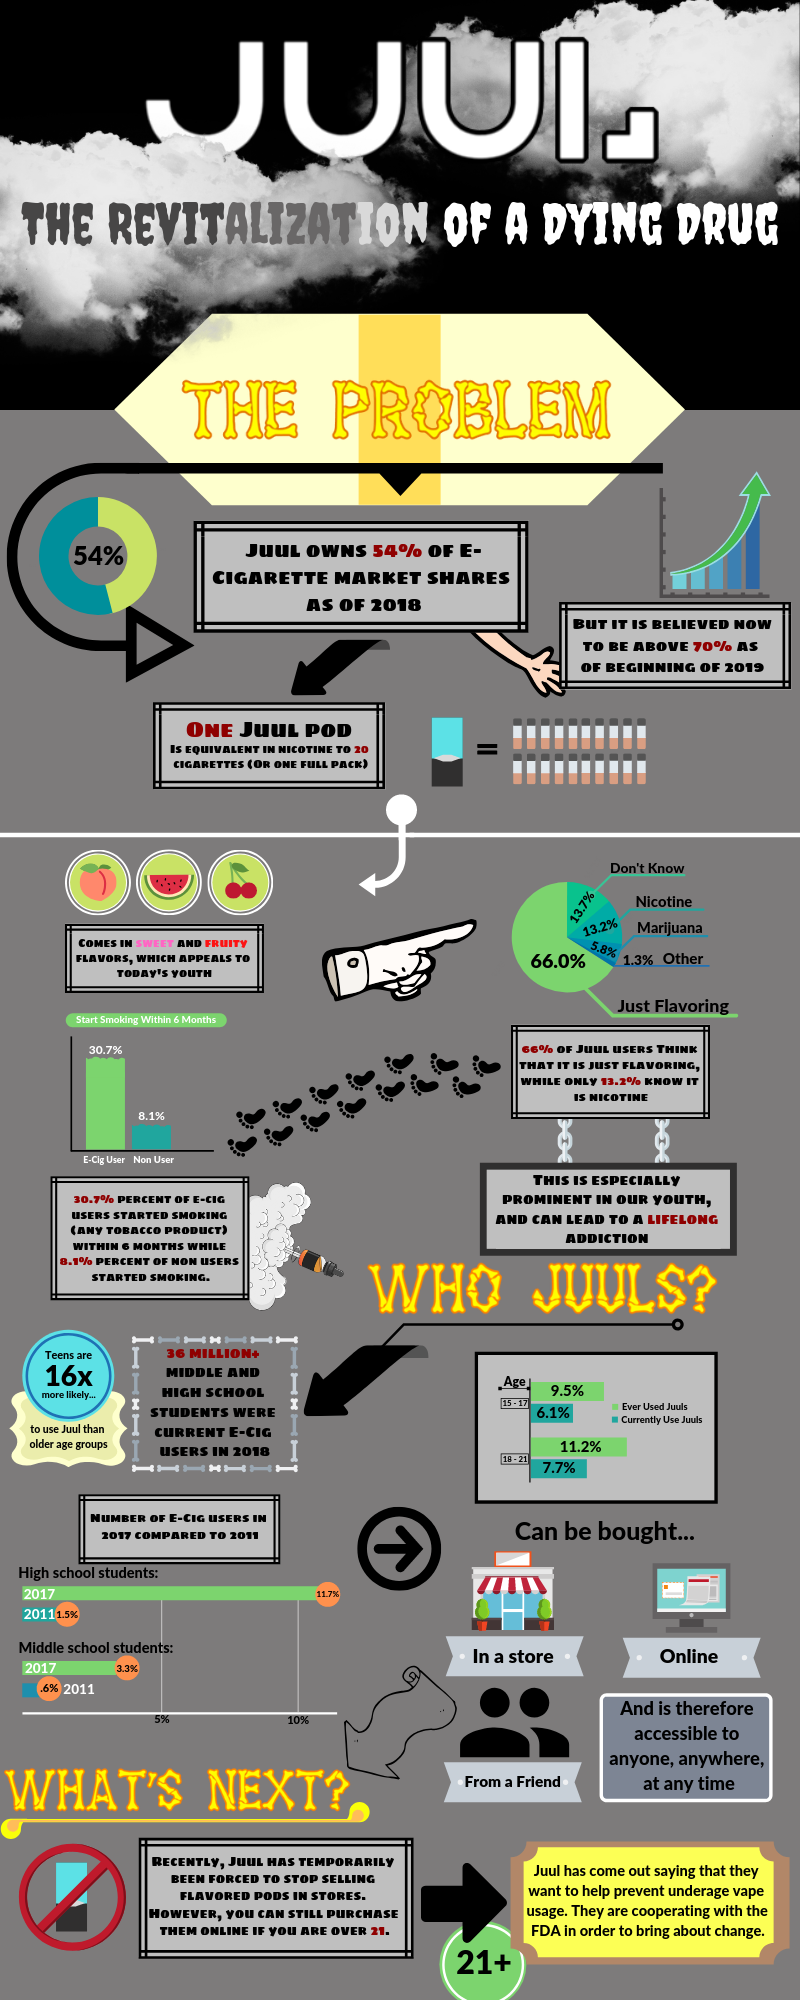 JUUL
THE REVITALIZATION OF A DYING DRUG
THE PROBLEM
54%
JUUL OWNS 54% OF E-
CIGARETTE MARKET SHARES
AS OF 2018
BUT IT IS BELIEVED NOW
TO BE ABOVE 70% AS
OF BEGINNING OF 2019
ONE JUUL POD
IS EQUIVALENT IN NICOTINE TO 20
CIGARETTES (OR ONE FULL PACK)
=
COMES IN SWEET AND FRUITY
FLAVORS, WHICH APPEALS TO
TODAY'S YOUTH
Don't Know
13.7%
Nicotine
13.2%
Marijuana
5.8%
1.3% Other
66.0%
Just Flavoring
Start Smoking Within 6 Months
30.7%
8.1%
E-Cig User Non User
66% OF JUUL USERS THINK
THAT IT IS JUST FLAVORING,
WHILE ONLY 13.2% KNOW IT
IS NICOTINE
THIS IS ESPECIALLY
PROMINENT IN OUR YOUTH,
AND CAN LEAD TO A LIFELONG
ADDICTION
30.7% PERCENT OF E-CIG
USERS STARTED SMOKING
(ANY TOBACCO PRODUCT)
WITHIN 6 MONTHS WHILE
8.1% PERCENT OF NON USERS
STARTED SMOKING.
WHO JUULS?
Teens are
16x
more likely...
to use Juul than
older age groups
36 MILLION+
MIDDLE AND
HIGH SCHOOL
STUDENTS WERE
CURRENT E-CIG
USERS IN 2018
Age
15 - 17
9.5%
6.1%
Ever Used Juuls
Currently Use Juuls
18 - 21
11.2%
7.7%
NUMBER OF E-CIG USERS IN
2017 COMPARED TO 2011
High school students:
2017 11.7%
2011 1.5%
Middle school students:
2017 3.3%
.6% 2011
5% 10%
Can be bought...
In a store
Online
From a Friend
And is therefore
accessible to
anyone, anywhere,
at any time
WHAT'S NEXT?
RECENTLY, JUUL HAS TEMPORARILY
BEEN FORCED TO STOP SELLING
FLAVORED PODS IN STORES.
HOWEVER, YOU CAN STILL PURCHASE
THEM ONLINE IF YOU ARE OVER 21.
21+
Juul has come out saying that they
want to help prevent underage vape
usage. They are cooperating with the
FDA in order to bring about change.